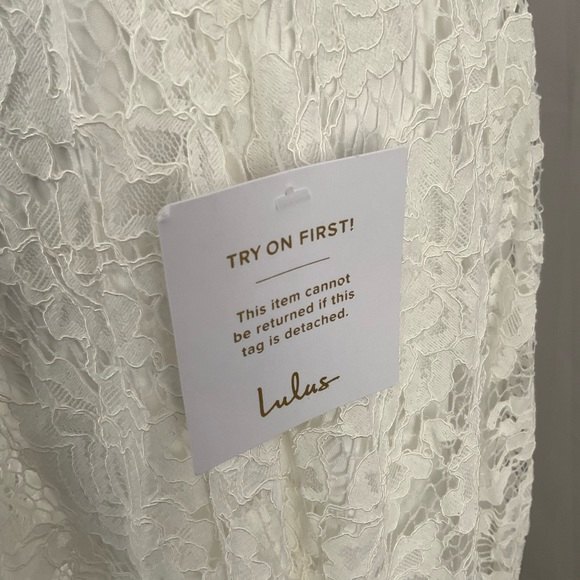 TRY ON FIRST!
This item cannot
be returned if this
tag is detached.
Lulus